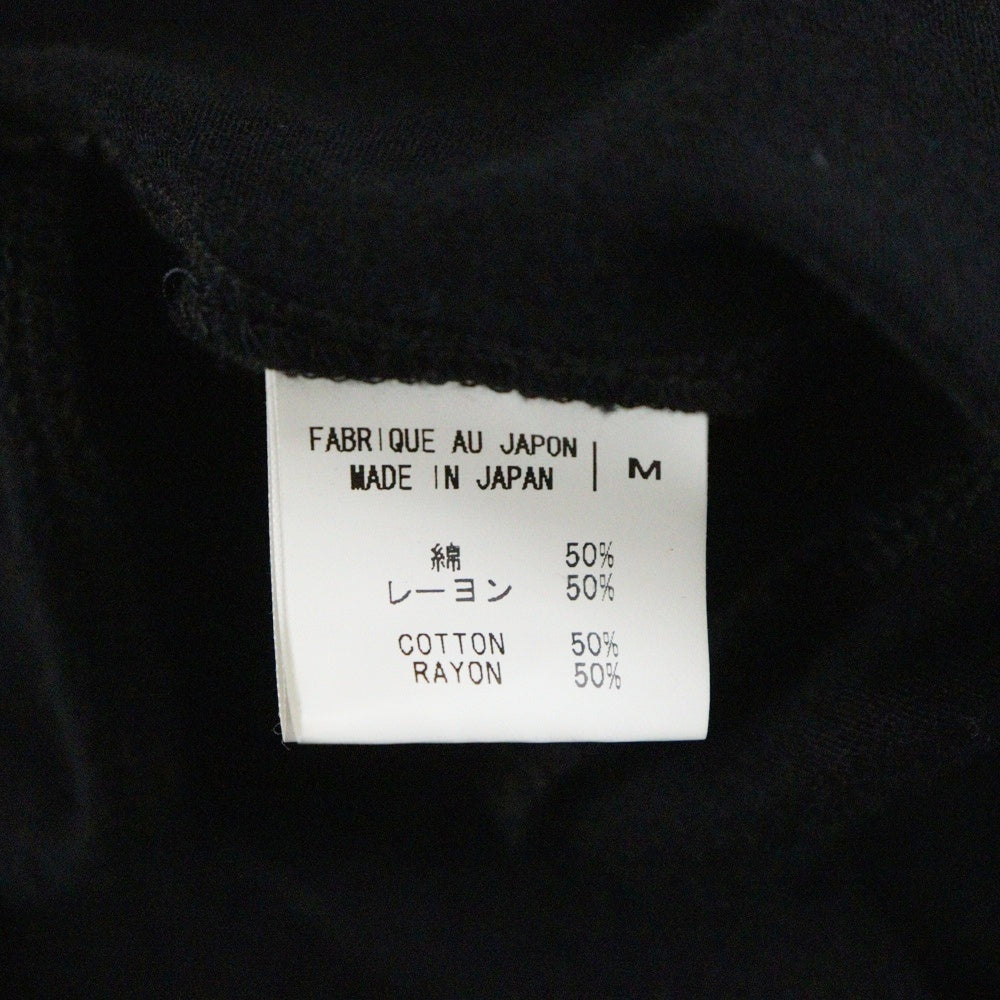 FABRIQUE AU JAPON
MADE IN JAPAN
M
綿 50%
レーヨン 50%
COTTON 50%
RAYON 50%